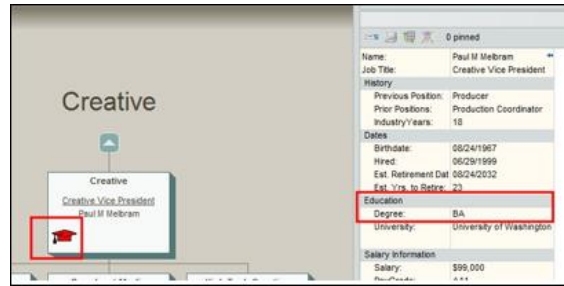 0 pinned
Name: Paul M Melbram
Job Title: Creative Vice President
History
Previous Position: Producer
Prior Positions: Production Coordinator
Industry Years: 18
Dates
Birthdate: 08/24/1967
Hired: 06/29/1999
Est. Retirement Dat 08/24/2032
Est. Yrs. to Retire: 23
Education
Degree: BA
University: University of Washington
Salary Information
Salary: $99,000
Creative
Creative
Creative Vice President
Paul M Melbram